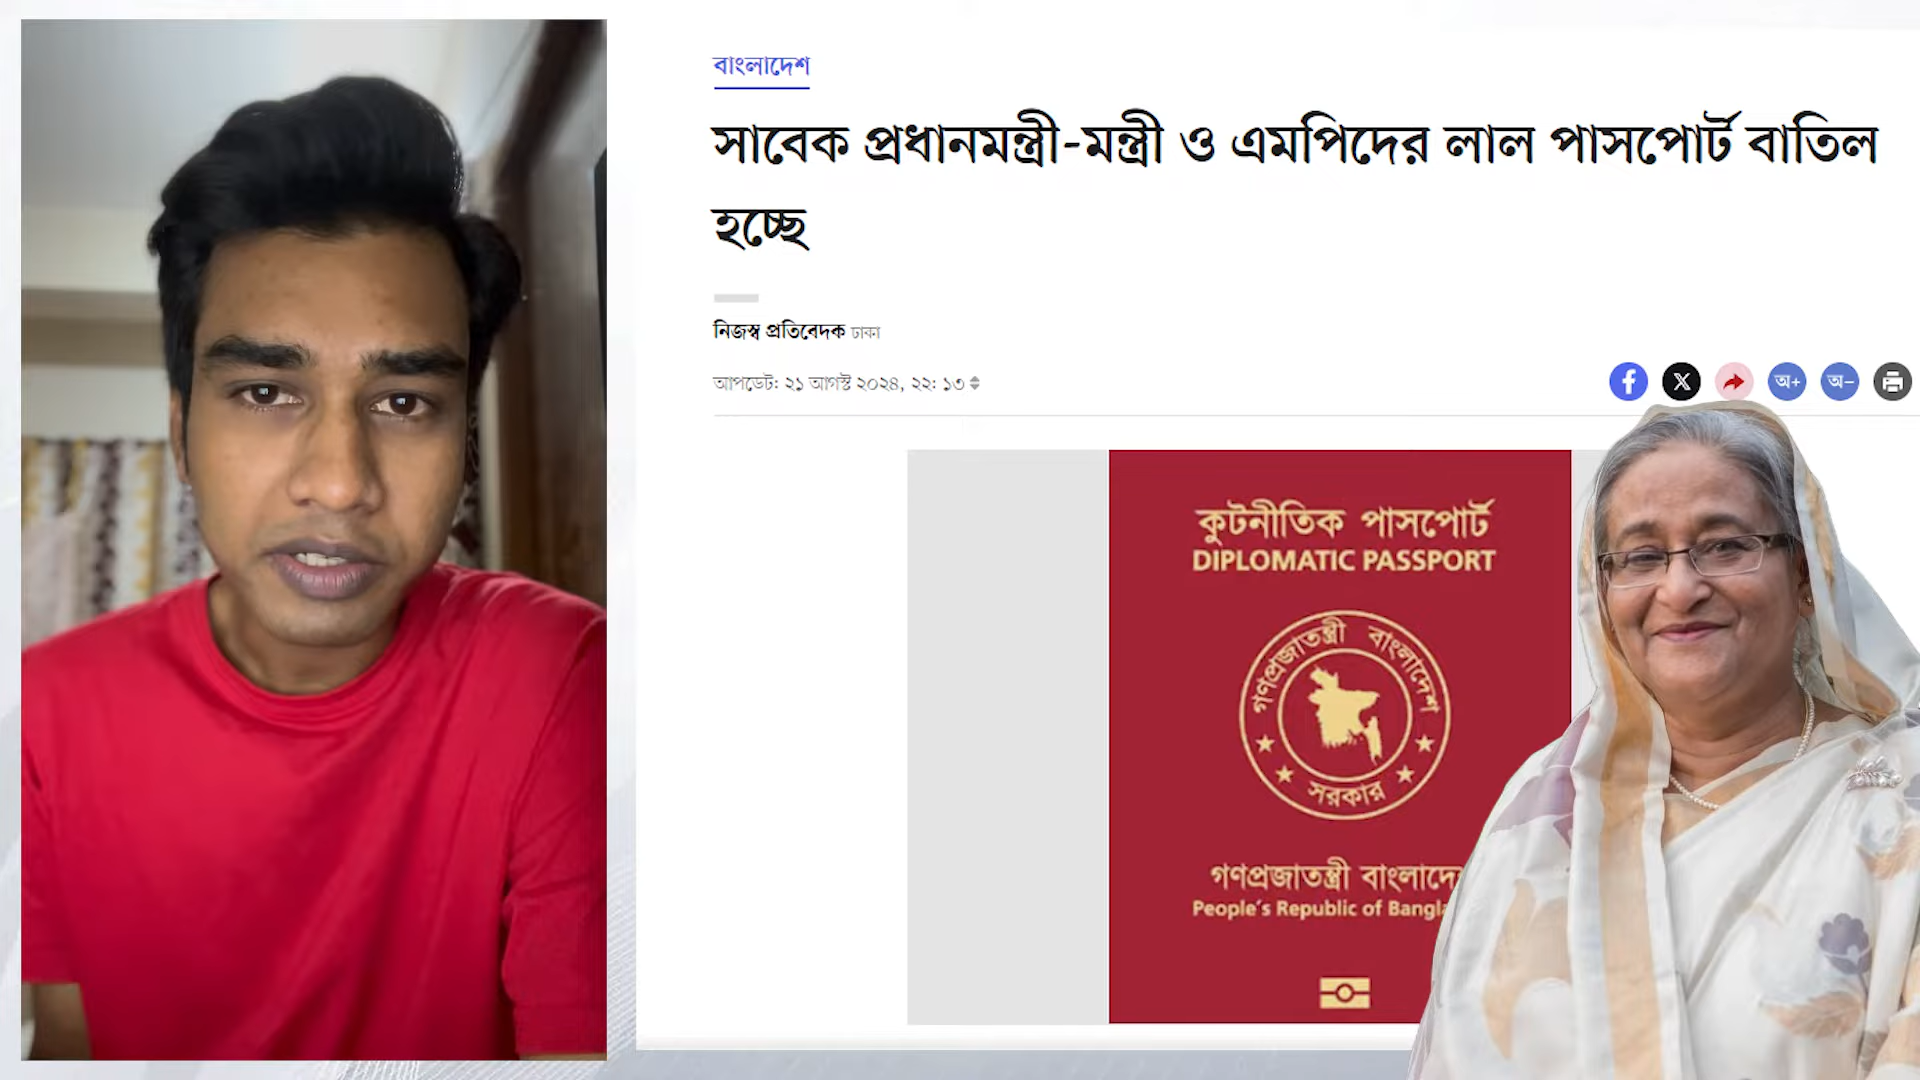 বাংলাদেশ
সাবেক প্রধানমন্ত্রী-মন্ত্রী ও এমপিদের লাল পাসপোর্ট বাতিল
হচ্ছে
নিজস্ব প্রতিবেদক ঢাকা
আপডেট: ২১ আগস্ট ২০২৪, ২২: ১৩
অ+ অ−
কুটনীতিক পাসপোর্ট
DIPLOMATIC PASSPORT
গণপ্রজাতন্ত্রী বাংলাদেশ
সরকার
গণপ্রজাতন্ত্রী
People's Republic of